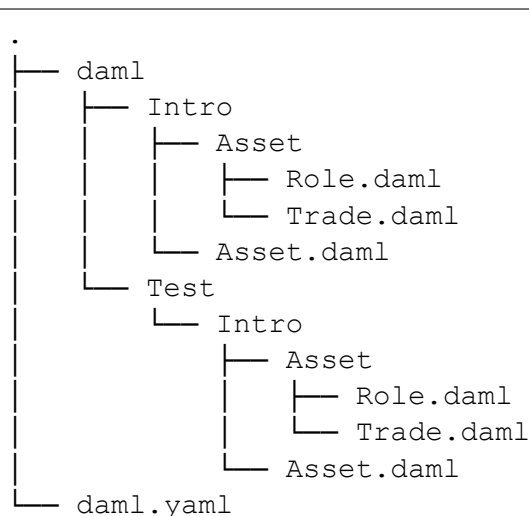 .
├── daml
│   ├── Intro
│   │   ├── Asset
│   │   │   ├── Role.daml
│   │   │   └── Trade.daml
│   │   └── Asset.daml
│   └── Test
│       └── Intro
│           ├── Asset
│           │   ├── Role.daml
│           │   └── Trade.daml
│           └── Asset.daml
└── daml.yaml